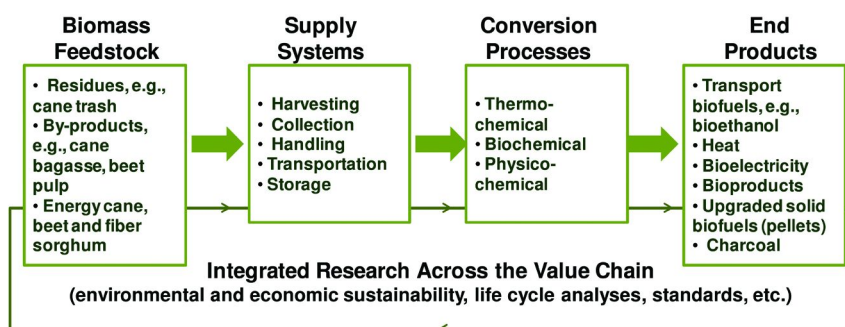 Biomass
Feedstock
• Residues, e.g.,
cane trash
• By-products,
e.g., cane
bagasse, beet
pulp
• Energy cane,
beet and fiber
sorghum
Supply
Systems
• Harvesting
• Collection
• Handling
• Transportation
• Storage
Conversion
Processes
• Thermo-
chemical
• Biochemical
• Physico-
chemical
End
Products
• Transport
biofuels, e.g.,
bioethanol
• Heat
• Bioelectricity
• Bioproducts
• Upgraded solid
biofuels (pellets)
• Charcoal
Integrated Research Across the Value Chain
(environmental and economic sustainability, life cycle analyses, standards, etc.)